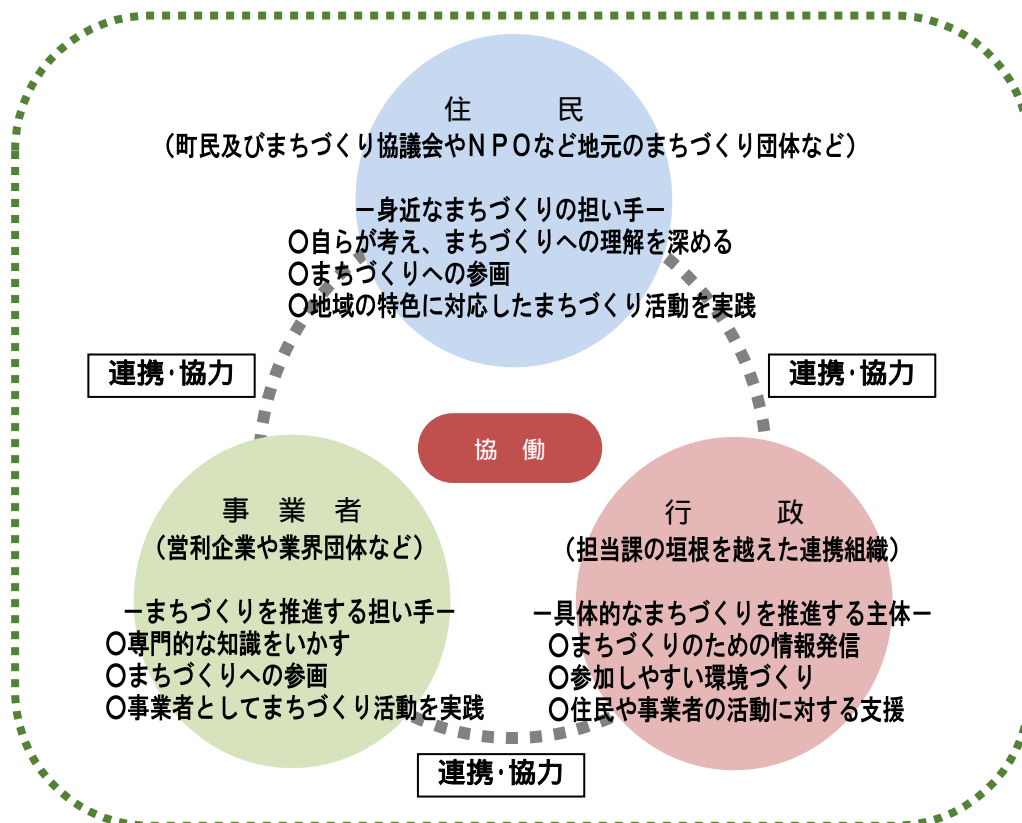 住　民
（町民及びまちづくり協議会やＮＰＯなど地元のまちづくり団体など）
－身近なまちづくりの担い手－
○自らが考え、まちづくりへの理解を深める
○まちづくりへの参画
○地域の特色に対応したまちづくり活動を実践
連携・協力
連携・協力
協　働
事　業　者
（営利企業や業界団体など）
－まちづくりを推進する担い手－
○専門的な知識をいかす
○まちづくりへの参画
○事業者としてまちづくり活動を実践
行　政
（担当課の垣根を越えた連携組織）
－具体的なまちづくりを推進する主体－
○まちづくりのための情報発信
○参加しやすい環境づくり
○住民や事業者の活動に対する支援
連携・協力